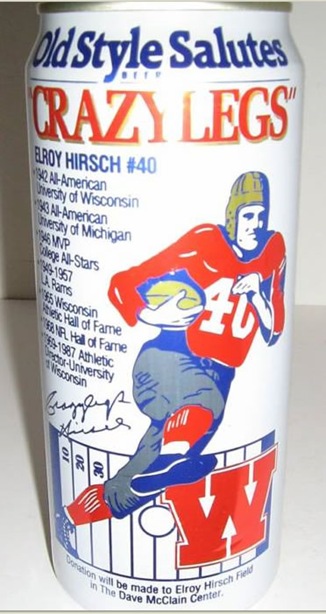 Old Style Salutes
BEER
"CRAZY LEGS"
ELROY HIRSCH #40
•1942 All-American
University of Wisconsin
•1943 All-American
University of Michigan
•1946 MVP
College All-Stars
•1949-1957
L.A. Rams
1965 Wisconsin
Athletic Hall of Fame
1968 NFL Hall of Fame
1969-1987 Athletic
Director-University
of Wisconsin
Crazylegs
Hirsch
40
10 20 30
W
Donation will be made to Elroy Hirsch Field
in The Dave McClain Center.